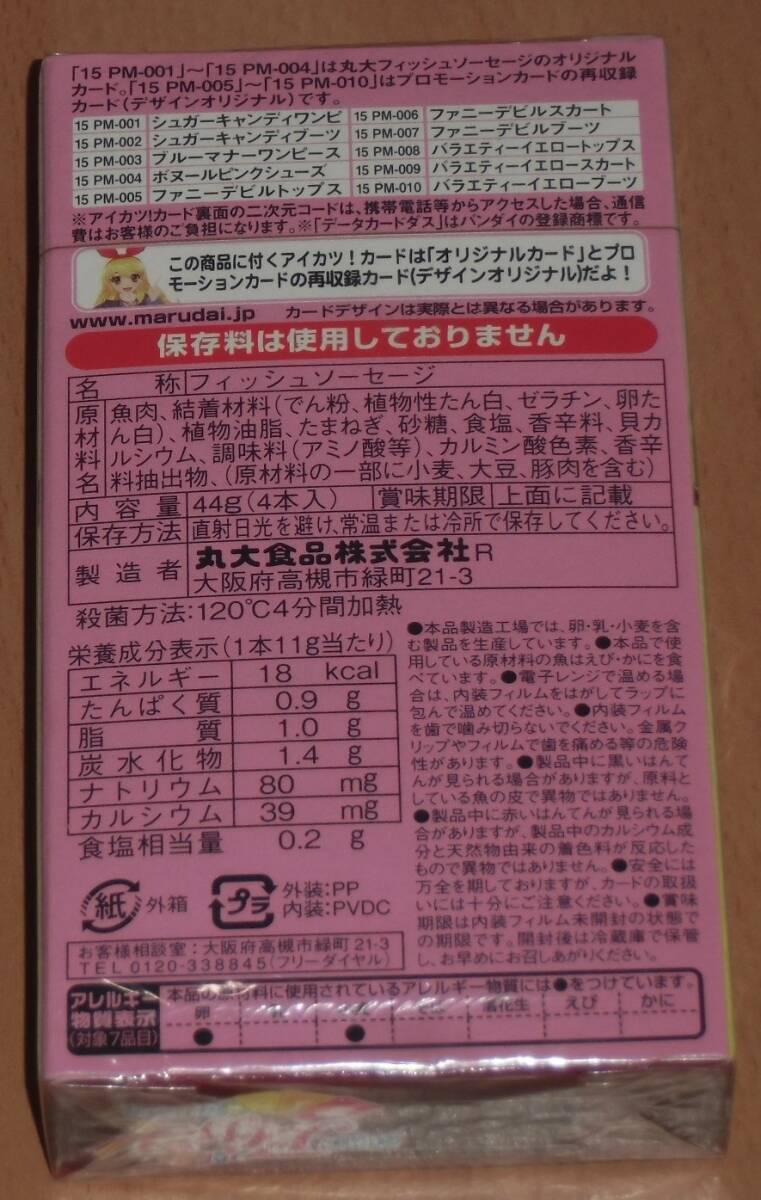 「15 PM-001」～「15 PM-004」は丸大フィッシュソーセージのオリジナル
カード。「15 PM-005」～「15 PM-010」はプロモーションカードの再収録
カード(デザインオリジナル)です。
15 PM-001 シュガーキャンディワンピ 15 PM-006 ファニーデビルスカート
15 PM-002 シュガーキャンディブーツ 15 PM-007 ファニーデビルブーツ
15 PM-003 ブルーマナーワンピース 15 PM-008 バラエティーイエロートップス
15 PM-004 ボヌールピンクシューズ 15 PM-009 バラエティーイエロースカート
15 PM-005 ファニーデビルトップス 15 PM-010 バラエティーイエローブーツ
※アイカツ!カード裏面の二次元コードは、携帯電話等からアクセスした場合、通信
費はお客様のご負担になります。※「データカードダス」はバンダイの登録商標です。
この商品に付くアイカツ!カードは「オリジナルカード」とプロ
モーションカードの再収録カード(デザインオリジナル)だよ!
www.marudai.jp カードデザインは実際とは異なる場合があります。
保存料は使用しておりません
名称 フィッシュソーセージ
原材料名 魚肉、結着材料(でん粉、植物性たん白、ゼラチン、卵た
ん白)、植物油脂、たまねぎ、砂糖、食塩、香辛料、貝カ
ルシウム、調味料(アミノ酸等)、カルミン酸色素、香辛
料抽出物、(原材料の一部に小麦、大豆、豚肉を含む)
内容量 44g(4本入) 賞味期限 上面に記載
保存方法 直射日光を避け、常温または冷所で保存してください。
製造者 丸大食品株式会社R
大阪府高槻市緑町21-3
殺菌方法:120℃4分間加熱
栄養成分表示(1本11g当たり)
エネルギー 18 kcal
たんぱく質 0.9 g
脂質 1.0 g
炭水化物 1.4 g
ナトリウム 80 mg
カルシウム 39 mg
食塩相当量 0.2 g
紙 外箱
プラ 外装:PP
内装:PVDC
お客様相談室:大阪府高槻市緑町21-3
TEL 0120-338845(フリーダイヤル)
●本品製造工場では、卵・乳・小麦を含
む製品を生産しています。●本品で使
用している原材料の魚はえび・かにを食
べています。●電子レンジで温める場
合は、内装フィルムをはがしてラップに
包んで温めてください。●内装フィルム
を歯で噛み切らないでください。金属ク
リップやフィルムで歯を痛める等の危険
性があります。●製品中に黒いはんて
んが見られる場合がありますが、原料と
している魚の皮で異物ではありません。
●製品中に赤いはんてんが見られる場
合がありますが、製品中のカルシウム成
分と天然物由来の着色料が反応した
もので異物ではありません。●安全には
万全を期しておりますが、カードの取扱
いには十分にご注意ください。●賞味
期限は内装フィルム未開封の状態で
の期限です。開封後は冷蔵庫で保管
し、お早めにお召しあがりください。
アレルギー
物質表示
(対象7品目)
本品の原材料に使用されているアレルギー物質には●をつけています。
卵 落花生 えび かに
● ●